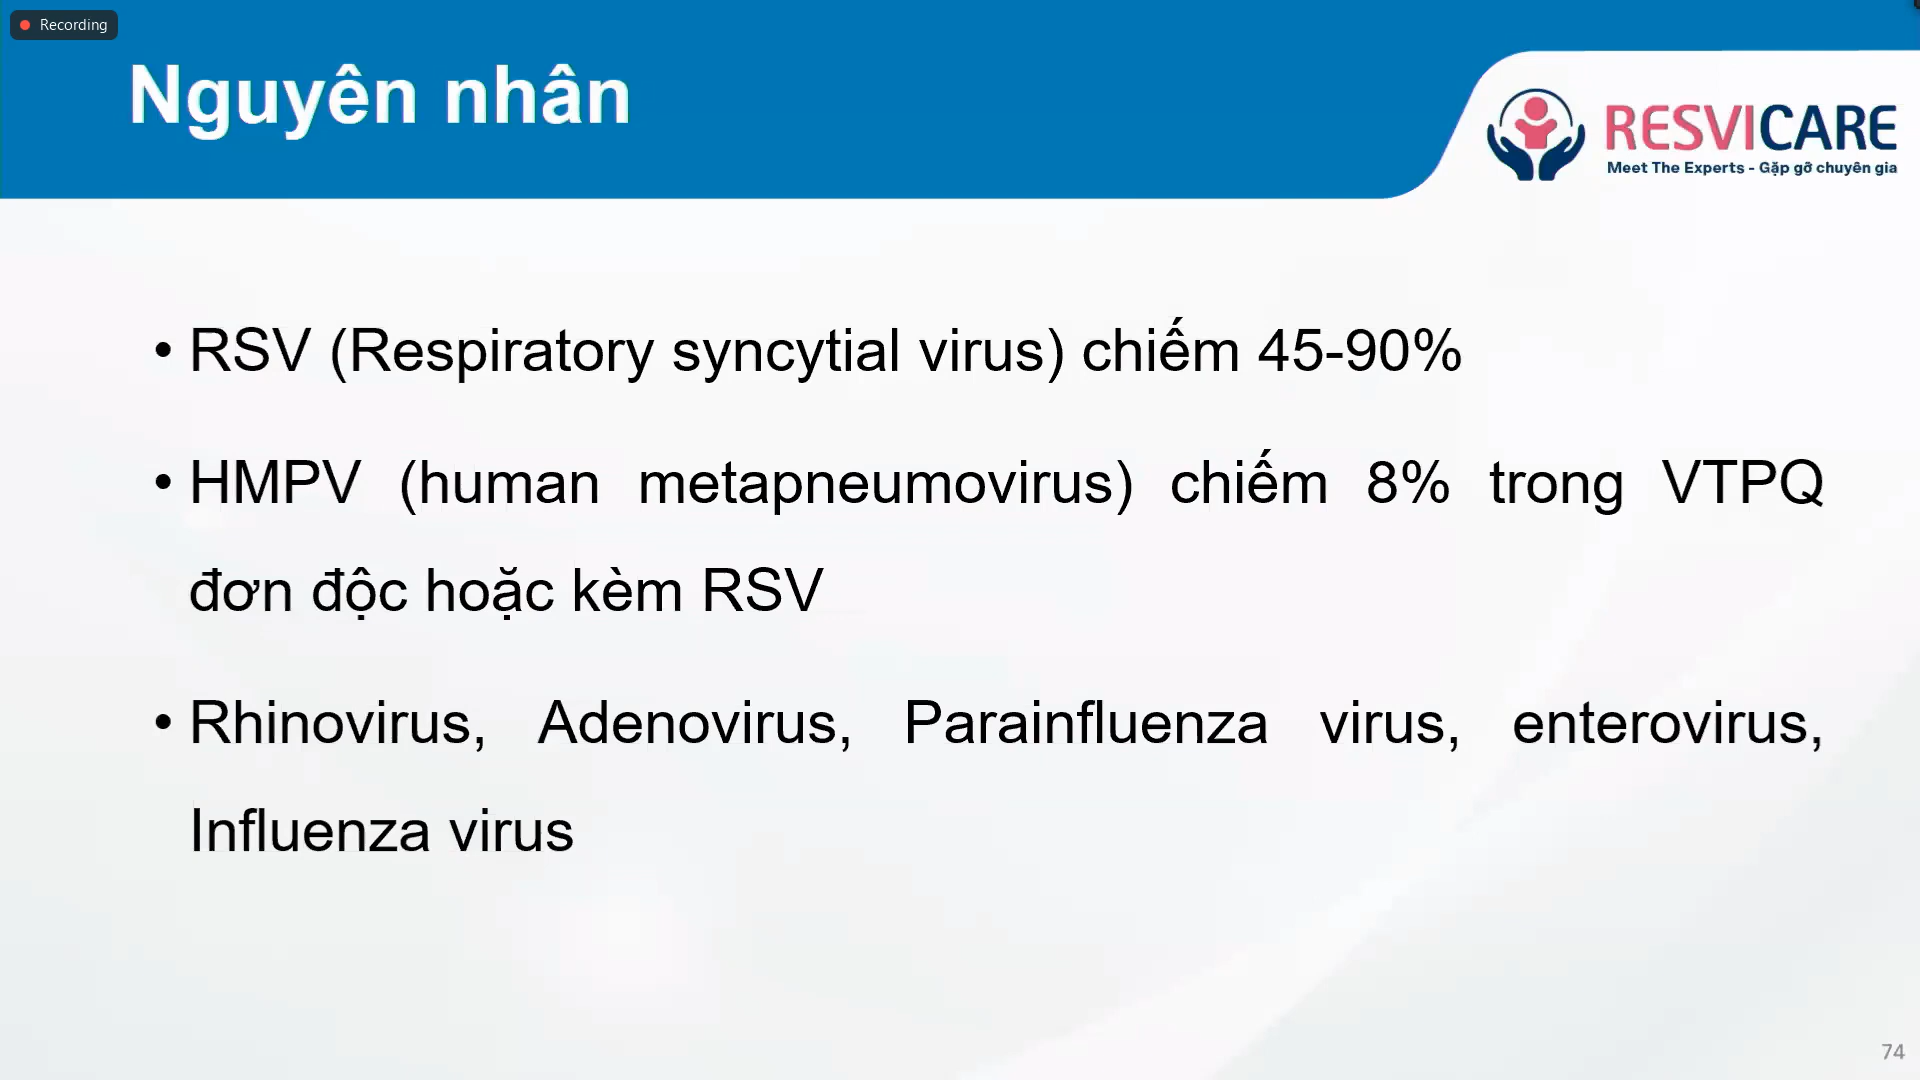 Recording
Nguyên nhân
RESVICARE
Meet The Experts - Gặp gỡ chuyên gia
• RSV (Respiratory syncytial virus) chiếm 45-90%
• HMPV (human metapneumovirus) chiếm 8% trong VTPQ
đơn độc hoặc kèm RSV
• Rhinovirus, Adenovirus, Parainfluenza virus, enterovirus,
Influenza virus
74